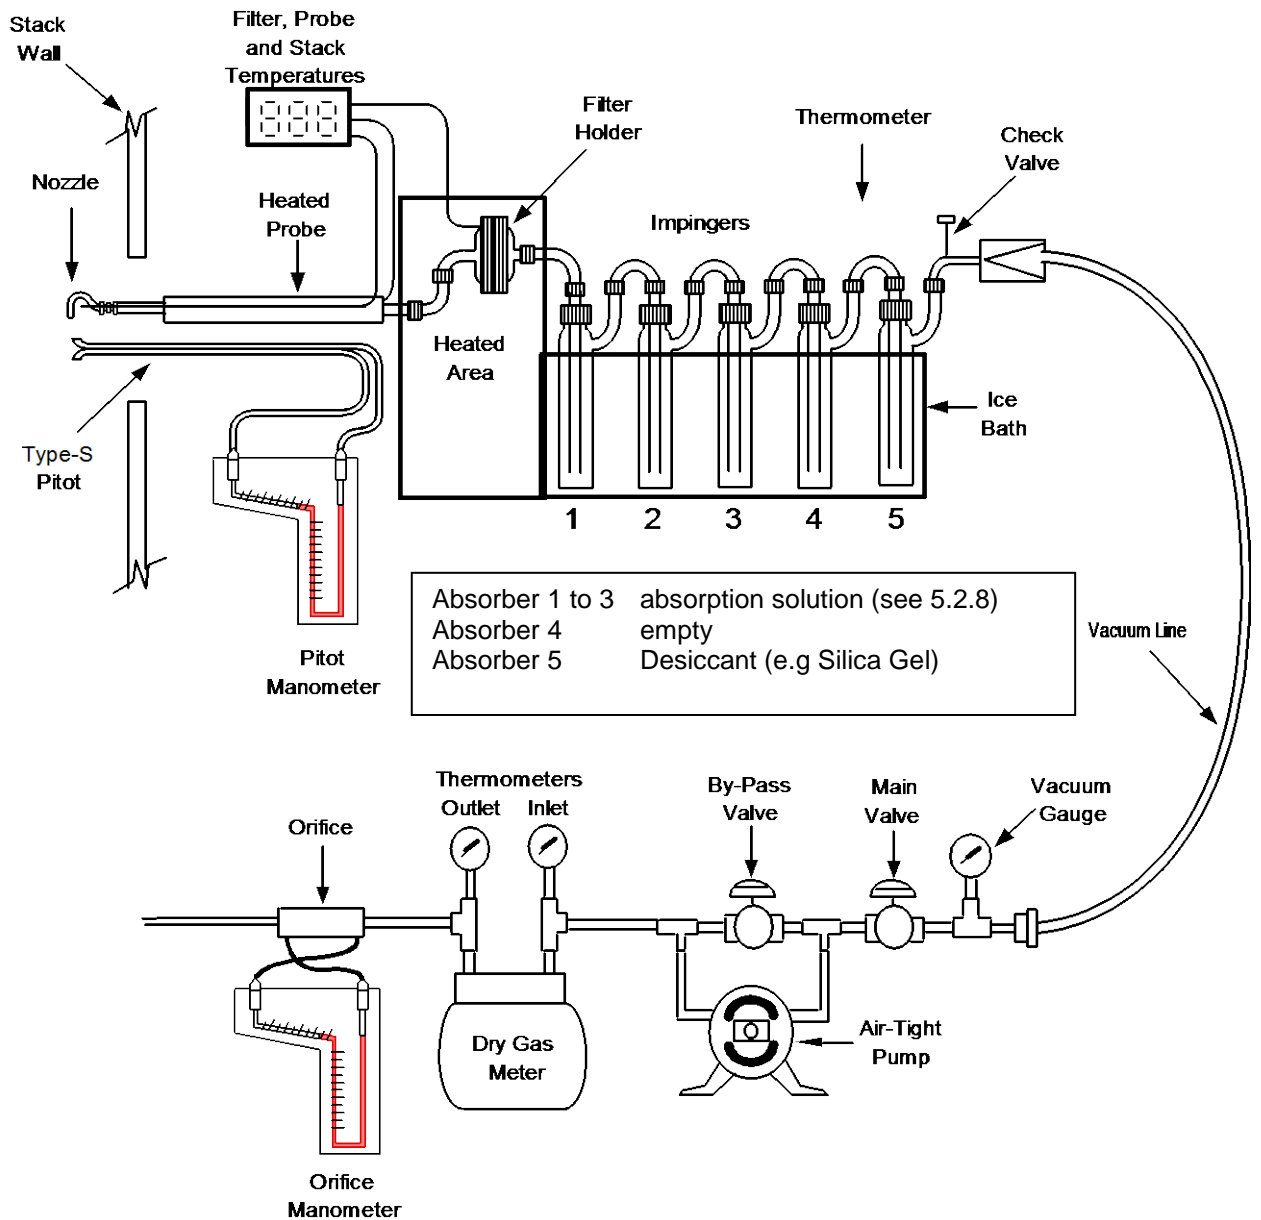 Stack
Wall
Filter, Probe
and Stack
Temperatures
Filter
Holder
Thermometer
Check
Valve
Nozzle
Heated
Probe
Impingers
Heated
Area
Ice
Bath
Type-S
Pitot
1 2 3 4 5
Absorber 1 to 3 absorption solution (see 5.2.8)
Absorber 4 empty
Absorber 5 Desiccant (e.g Silica Gel)
Pitot
Manometer
Vacuum Line
Thermometers
Outlet Inlet
By-Pass
Valve
Main
Valve
Vacuum
Gauge
Orifice
Dry Gas
Meter
Air-Tight
Pump
Orifice
Manometer